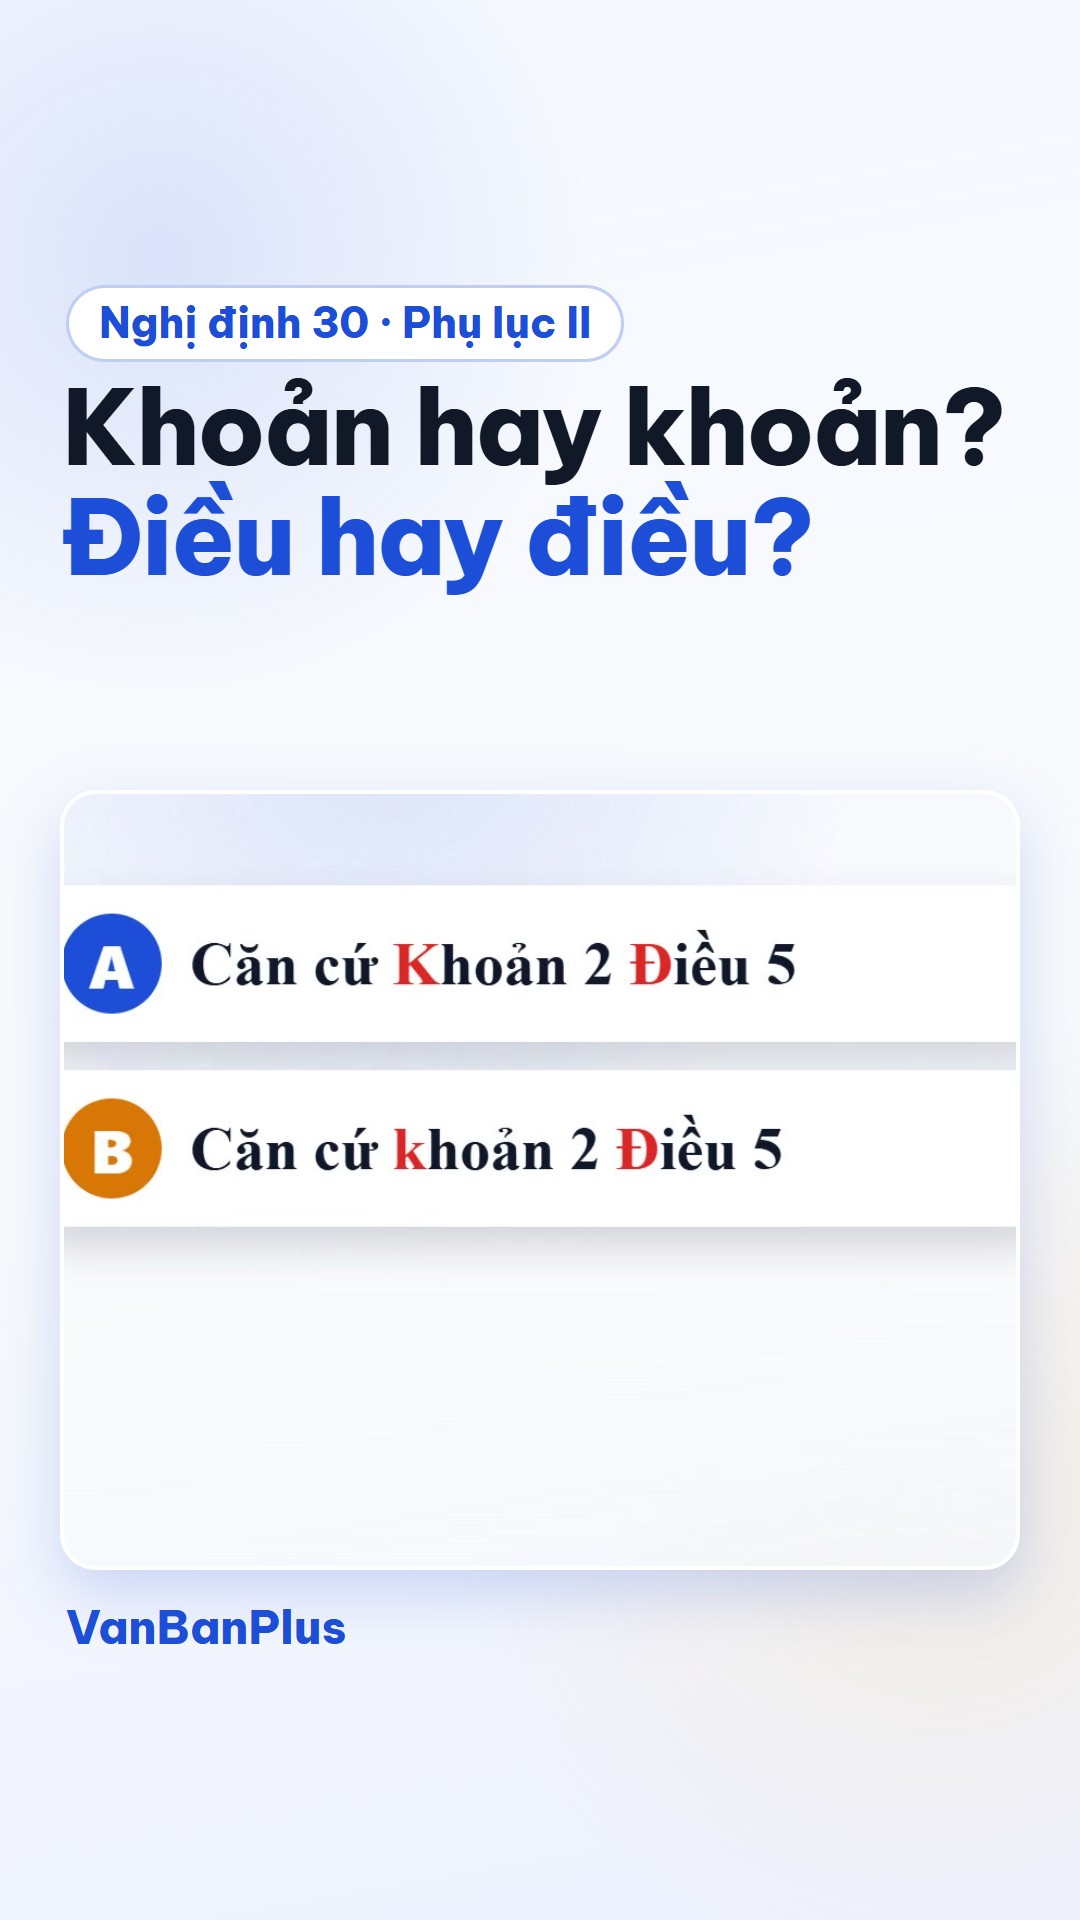 Nghị định 30 · Phụ lục II
Khoản hay khoản?
Điều hay điều?
A Căn cứ Khoản 2 Điều 5
B Căn cứ khoản 2 Điều 5
VanBanPlus